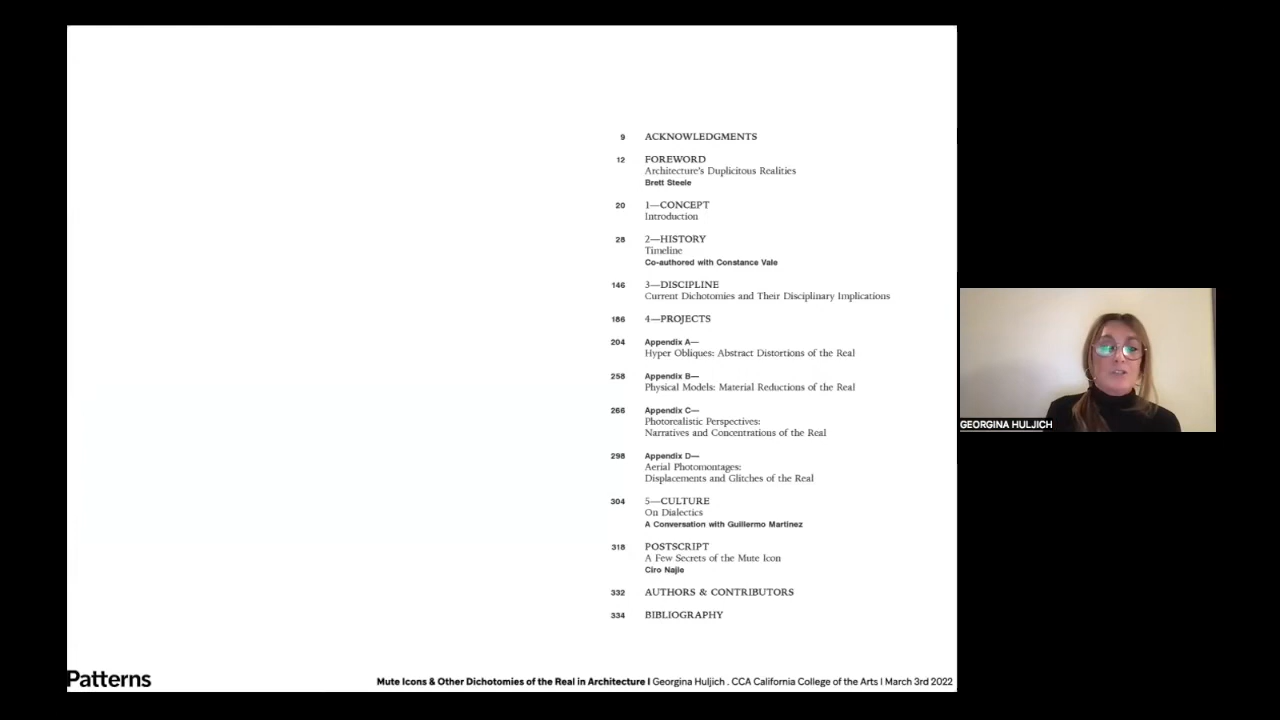 9 ACKNOWLEDGMENTS
12 FOREWORD
Architecture's Duplicitous Realities
Brett Steele
20 1—CONCEPT
Introduction
28 2—HISTORY
Timeline
Co-authored with Constance Vale
146 3—DISCIPLINE
Current Dichotomies and Their Disciplinary Implications
186 4—PROJECTS
204 Appendix A—
Hyper Obliques: Abstract Distortions of the Real
258 Appendix B—
Physical Models: Material Reductions of the Real
266 Appendix C—
Photorealistic Perspectives:
Narratives and Concentrations of the Real
298 Appendix D—
Aerial Photomontages:
Displacements and Glitches of the Real
304 5—CULTURE
On Dialectics
A Conversation with Guillermo Martinez
318 POSTSCRIPT
A Few Secrets of the Mute Icon
Ciro Najle
332 AUTHORS & CONTRIBUTORS
334 BIBLIOGRAPHY
GEORGINA HULJICH
Patterns
Mute Icons & Other Dichotomies of the Real in Architecture I Georgina Huljich . CCA California College of the Arts I March 3rd 2022